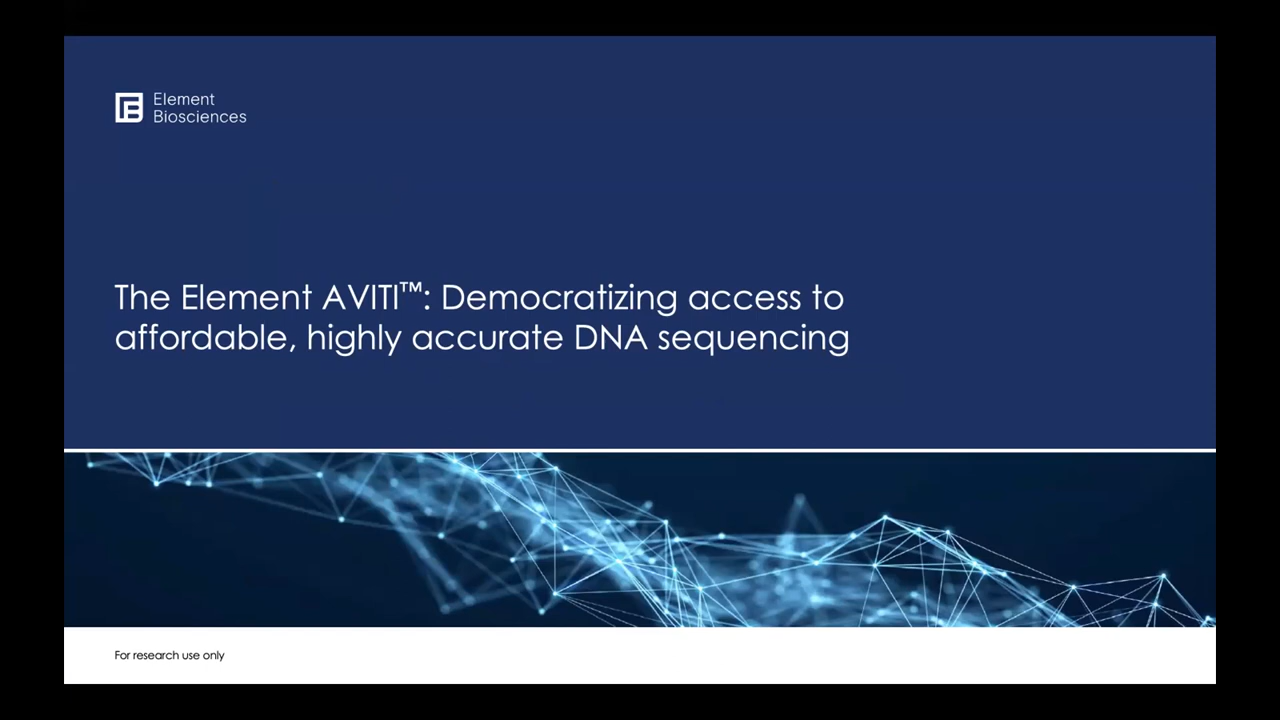 Element
Biosciences
The Element AVITI™: Democratizing access to
affordable, highly accurate DNA sequencing
For research use only